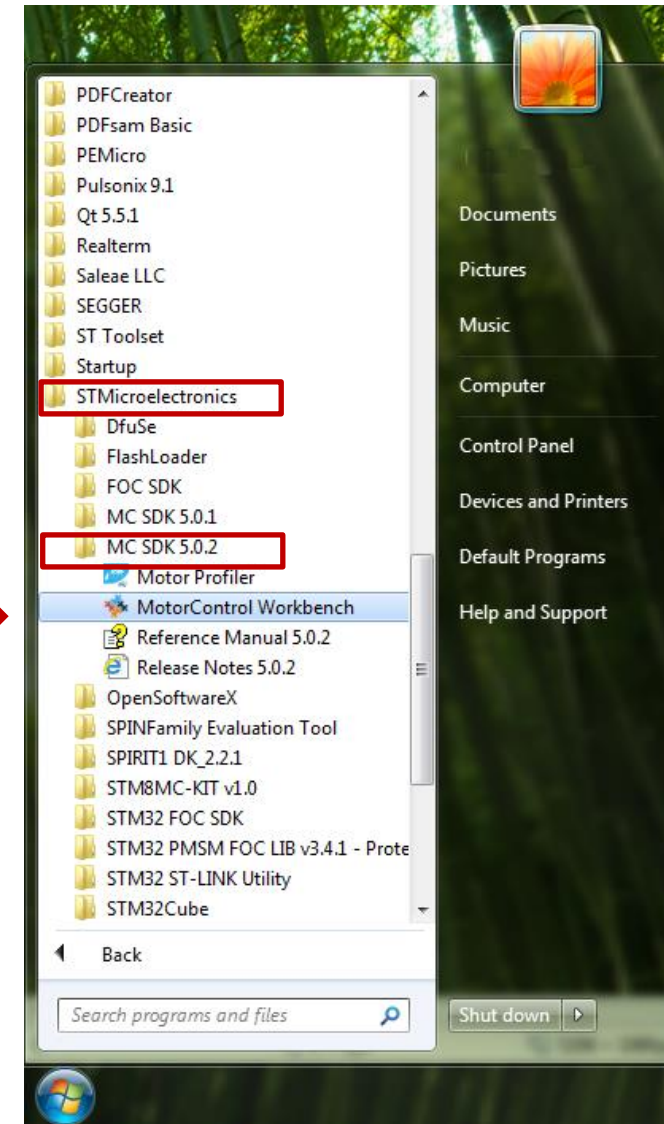 PDFCreator
PDFsam Basic
PEMicro
Pulsonix 9.1
Qt 5.5.1
Realterm
Saleae LLC
SEGGER
ST Toolset
Startup
STMicroelectronics
DfuSe
FlashLoader
FOC SDK
MC SDK 5.0.1
MC SDK 5.0.2
Motor Profiler
MotorControl Workbench
Reference Manual 5.0.2
Release Notes 5.0.2
OpenSoftwareX
SPINFamily Evaluation Tool
SPIRIT1 DK_2.2.1
STM8MC-KIT v1.0
STM32 FOC SDK
STM32 PMSM FOC LIB v3.4.1 - Prote
STM32 ST-LINK Utility
STM32Cube
Back
Search programs and files
Documents
Pictures
Music
Computer
Control Panel
Devices and Printers
Default Programs
Help and Support
Shut down